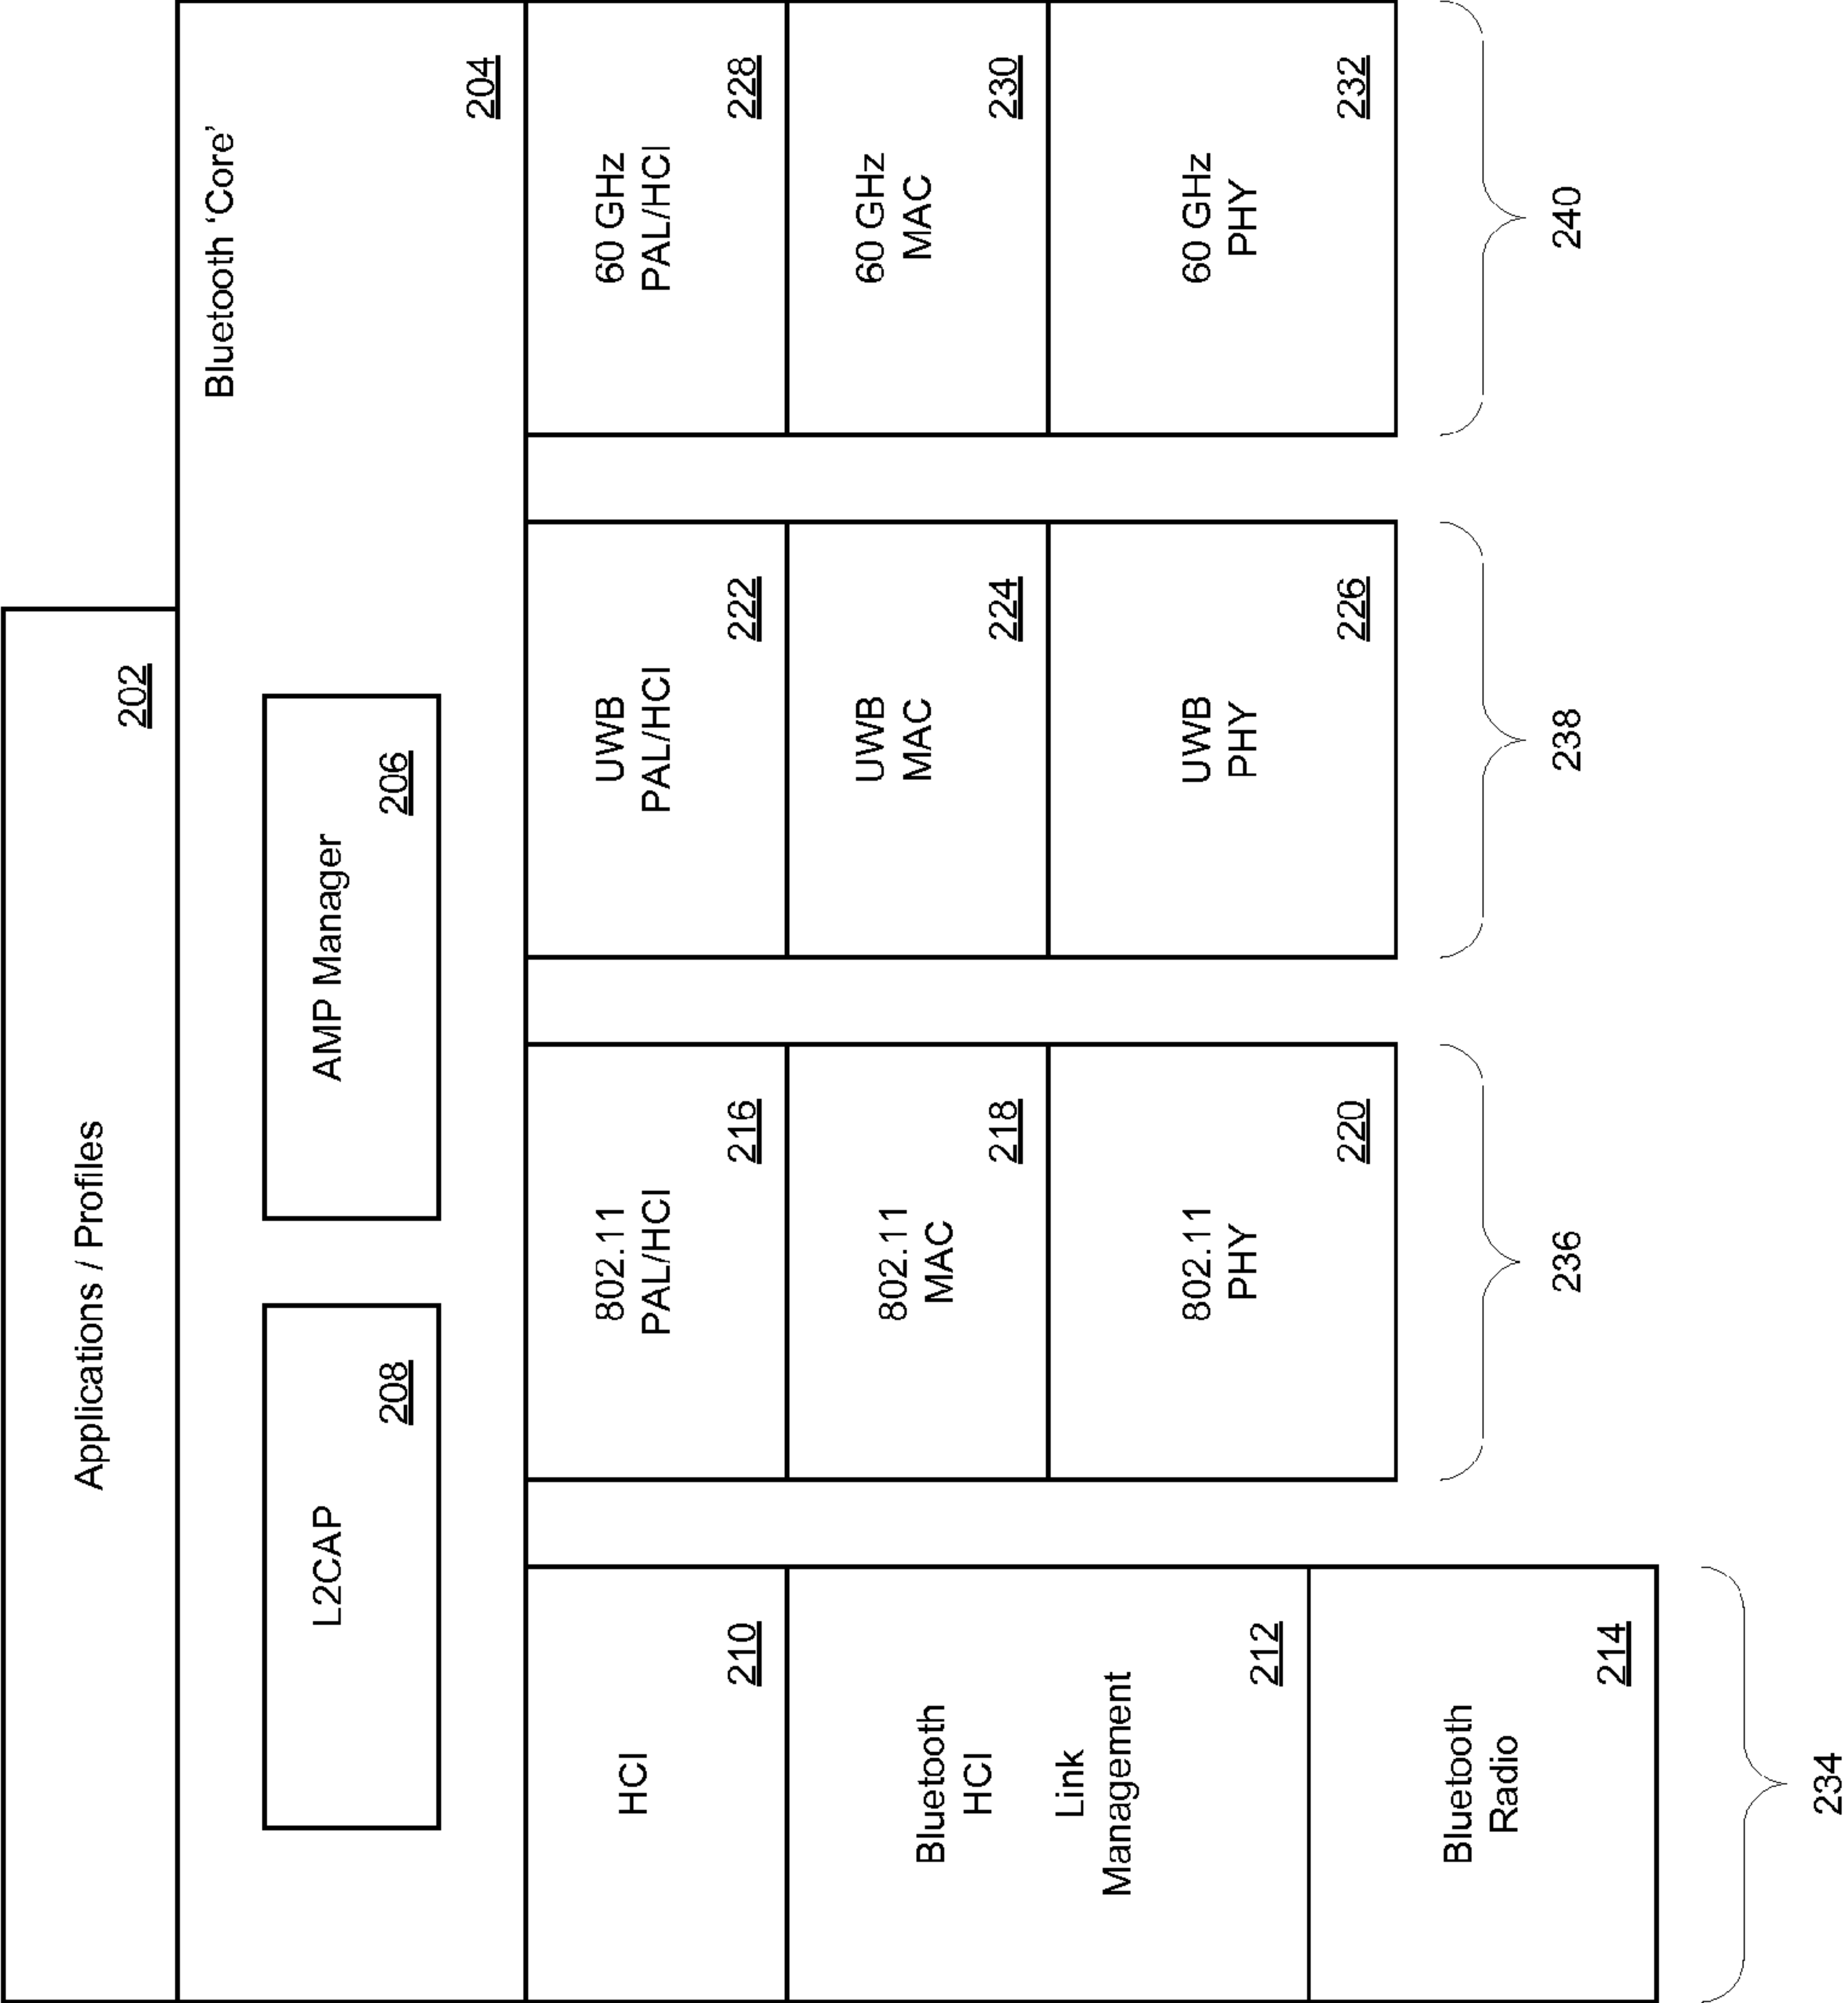 Applications / Profiles
202
Bluetooth ‘Core’
204
L2CAP
208
AMP Manager
206
HCI
210
Bluetooth
HCI
Link
Management
212
Bluetooth
Radio
214
234
802.11
PAL/HCI
216
802.11
MAC
218
802.11
PHY
220
236
UWB
PAL/HCI
222
UWB
MAC
224
UWB
PHY
226
238
60 GHz
PAL/HCI
228
60 GHz
MAC
230
60 GHz
PHY
232
240